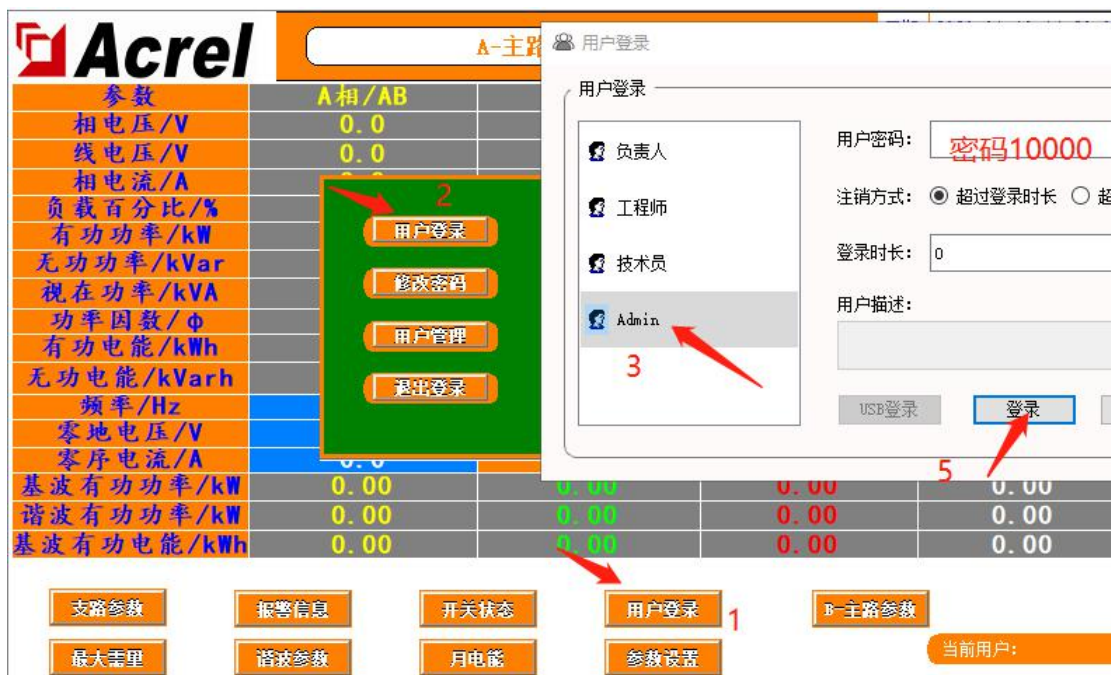 Acrel
A-主路
参数 A相/AB
相电压/V 0.0
线电压/V 0.0
相电流/A
负载百分比/%
有功功率/kW
无功功率/kVar
视在功率/kVA
功率因数/φ
有功电能/kWh
无功电能/kVarh
频率/Hz
零地电压/V
零序电流/A 0.0
基波有功功率/kW 0.00 0.00 0.00 0.00
谐波有功功率/kW 0.00 0.00 0.00 0.00
基波有功电能/kWh 0.00 0.00 0.00 0.00
2
用户登录
修改密码
用户管理
退出登录
用户登录
用户登录
负责人
工程师
技术员
Admin
3
用户密码: 密码10000
注销方式: 超过登录时长 超
登录时长: 0
用户描述:
USB登录 登录
5
支路参数 报警信息 开关状态 用户登录 1 B-主路参数
最大需量 谐波参数 月电能 参数设置
当前用户: